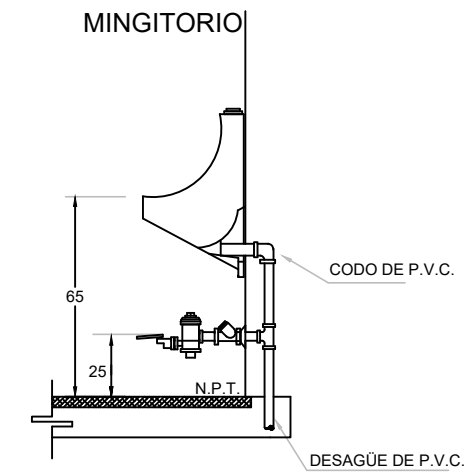 MINGITORIO
CODO DE P.V.C.
65
25
N.P.T.
DESAGÜE DE P.V.C.